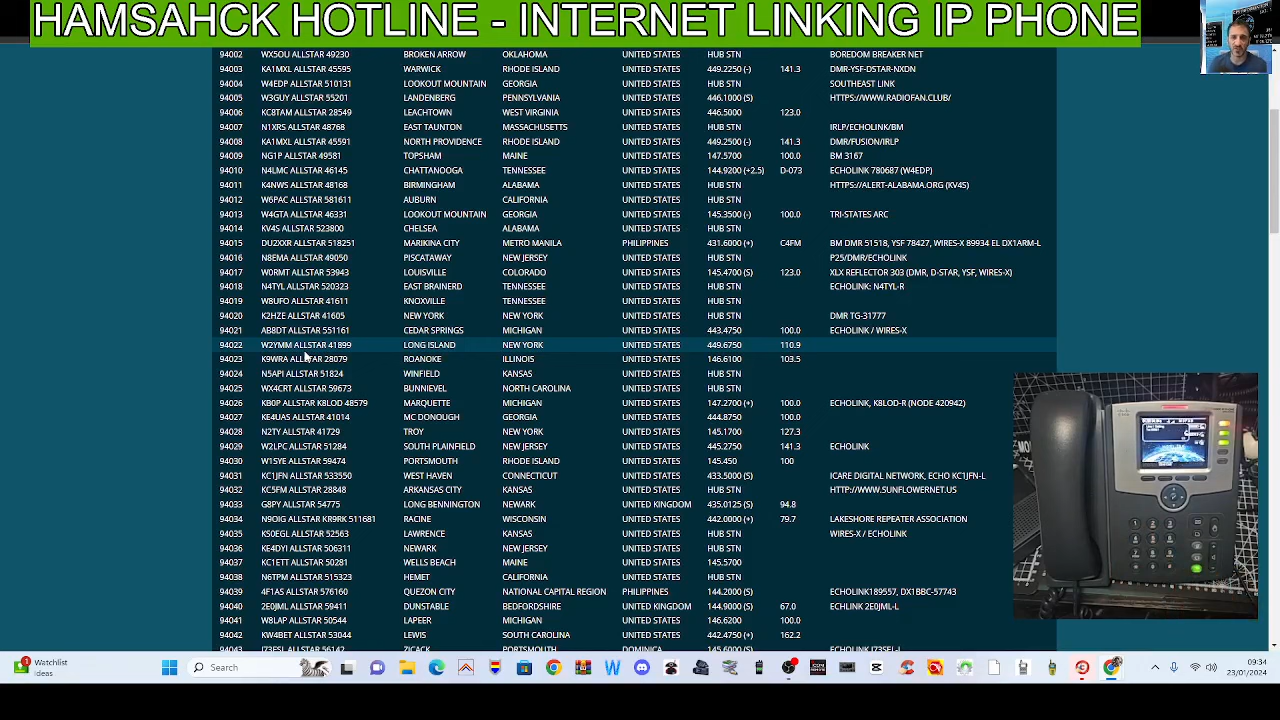 HAMSAHCK HOTLINE - INTERNET LINKING IP PHONE
94002 WX5OU ALLSTAR 49230 BROKEN ARROW OKLAHOMA UNITED STATES HUB STN BOREDOM BREAKER NET
94003 KA1MXL ALLSTAR 45595 WARWICK RHODE ISLAND UNITED STATES 449.2250 (-) 141.3 DMR-YSF-DSTAR-NXDN
94004 W4EDP ALLSTAR 510131 LOOKOUT MOUNTAIN GEORGIA UNITED STATES HUB STN SOUTHEAST LINK
94005 W3GUY ALLSTAR 55201 LANDENBERG PENNSYLVANIA UNITED STATES 446.1000 (S) HTTPS://WWW.RADIOFAN.CLUB/
94006 KC8TAM ALLSTAR 28549 LEACHTOWN WEST VIRGINIA UNITED STATES 446.5000 123.0
94007 N1XRS ALLSTAR 48768 EAST TAUNTON MASSACHUSETTS UNITED STATES HUB STN IRLP/ECHOLINK/BM
94008 KA1MXL ALLSTAR 45591 NORTH PROVIDENCE RHODE ISLAND UNITED STATES 449.2500 (-) 141.3 DMR/FUSION/IRLP
94009 NG1P ALLSTAR 49581 TOPSHAM MAINE UNITED STATES 147.5700 100.0 BM 3167
94010 N4LMC ALLSTAR 46145 CHATTANOOGA TENNESSEE UNITED STATES 144.9200 (+2.5) D-073 ECHOLINK 780687 (W4EDP)
94011 K4NWS ALLSTAR 48168 BIRMINGHAM ALABAMA UNITED STATES HUB STN HTTPS://ALERT-ALABAMA.ORG (KV4S)
94012 W6PAC ALLSTAR 581611 AUBURN CALIFORNIA UNITED STATES HUB STN
94013 W4GTA ALLSTAR 46331 LOOKOUT MOUNTAIN GEORGIA UNITED STATES 145.3500 (-) 100.0 TRI-STATES ARC
94014 KV4S ALLSTAR 523800 CHELSEA ALABAMA UNITED STATES HUB STN
94015 DU2XXR ALLSTAR 518251 MARIKINA CITY METRO MANILA PHILIPPINES 431.6000 (+) C4FM BM DMR 51518, YSF 78427, WIRES-X 89934 EL DX1ARM-L
94016 N8EMA ALLSTAR 49050 PISCATAWAY NEW JERSEY UNITED STATES HUB STN P25/DMR/ECHOLINK
94017 W0RMT ALLSTAR 53943 LOUISVILLE COLORADO UNITED STATES 145.4700 (S) 123.0 XLX REFLECTOR 303 (DMR, D-STAR, YSF, WIRES-X)
94018 N4TYL ALLSTAR 520323 EAST BRAINERD TENNESSEE UNITED STATES HUB STN ECHOLINK: N4TYL-R
94019 W8UFO ALLSTAR 41611 KNOXVILLE TENNESSEE UNITED STATES HUB STN
94020 K2HZE ALLSTAR 41605 NEW YORK NEW YORK UNITED STATES HUB STN DMR TG-31777
94021 AB8DT ALLSTAR 551161 CEDAR SPRINGS MICHIGAN UNITED STATES 443.4750 100.0 ECHOLINK / WIRES-X
94022 W2YMM ALLSTAR 41899 LONG ISLAND NEW YORK UNITED STATES 449.6750 110.9
94023 K9WRA ALLSTAR 28079 ROANOKE ILLINOIS UNITED STATES 146.6100 103.5
94024 N5API ALLSTAR 51824 WINFIELD KANSAS UNITED STATES HUB STN
94025 WX4CRT ALLSTAR 59673 BUNNIEVEL NORTH CAROLINA UNITED STATES HUB STN
94026 KB0P ALLSTAR K8LOD 48579 MARQUETTE MICHIGAN UNITED STATES 147.2700 (+) 100.0 ECHOLINK, K8LOD-R (NODE 420942)
94027 KE4UAS ALLSTAR 41014 MC DONOUGH GEORGIA UNITED STATES 444.8750 100.0
94028 N2TY ALLSTAR 41729 TROY NEW YORK UNITED STATES 145.1700 127.3
94029 W2LPC ALLSTAR 51284 SOUTH PLAINFIELD NEW JERSEY UNITED STATES 445.2750 141.3 ECHOLINK
94030 W1SYE ALLSTAR 59474 PORTSMOUTH RHODE ISLAND UNITED STATES 145.450 100
94031 KC1JFN ALLSTAR 533550 WEST HAVEN CONNECTICUT UNITED STATES 433.5000 (S) ICARE DIGITAL NETWORK, ECHO KC1JFN-L
94032 KC5FM ALLSTAR 28848 ARKANSAS CITY KANSAS UNITED STATES HUB STN HTTP://WWW.SUNFLOWERNET.US
94033 G8PY ALLSTAR 54775 LONG BENNINGTON NEWARK UNITED KINGDOM 435.0125 (S) 94.8
94034 N9OIG ALLSTAR KR9RK 511681 RACINE WISCONSIN UNITED STATES 442.0000 (+) 79.7 LAKESHORE REPEATER ASSOCIATION
94035 KS0EGL ALLSTAR 52563 LAWRENCE KANSAS UNITED STATES HUB STN WIRES-X / ECHOLINK
94036 KE4DYI ALLSTAR 506311 NEWARK NEW JERSEY UNITED STATES HUB STN
94037 KC1ETT ALLSTAR 50281 WELLS BEACH MAINE UNITED STATES 145.5700
94038 N6TPM ALLSTAR 515323 HEMET CALIFORNIA UNITED STATES HUB STN
94039 4F1AS ALLSTAR 576160 QUEZON CITY NATIONAL CAPITAL REGION PHILIPPINES 144.2000 (S) ECHOLINK189557, DX1BBC-57743
94040 2E0JML ALLSTAR 59411 DUNSTABLE BEDFORDSHIRE UNITED KINGDOM 144.9000 (S) 67.0 ECHLINK 2E0JML-L
94041 W8LAP ALLSTAR 50544 LAPEER MICHIGAN UNITED STATES 146.6200 100.0
94042 KW4BET ALLSTAR 53044 LEWIS SOUTH CAROLINA UNITED STATES 442.4750 (+) 162.2
94043 J73FSL ALLSTAR 56142 ZICACK PORTSMOUTH DOMINICA 145.6000 (S) ECHOLINK J73FSL-L
Watchlist
Ideas
Search
09:34
23/01/2024